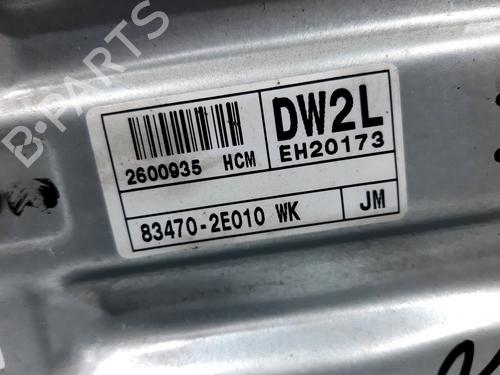 B-PARTS
2600935 HCM
DW2L
EH20173
83470-2E010 WK
JM